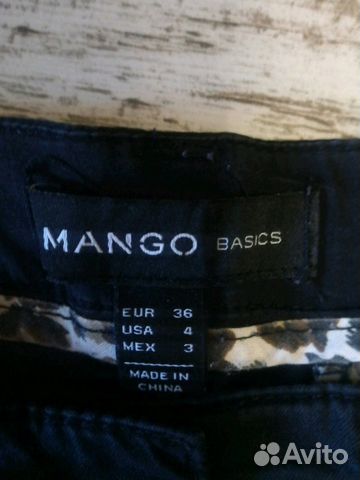 MANGO BASICS
EUR 36
USA 4
MEX 3
MADE IN
CHINA
Avito